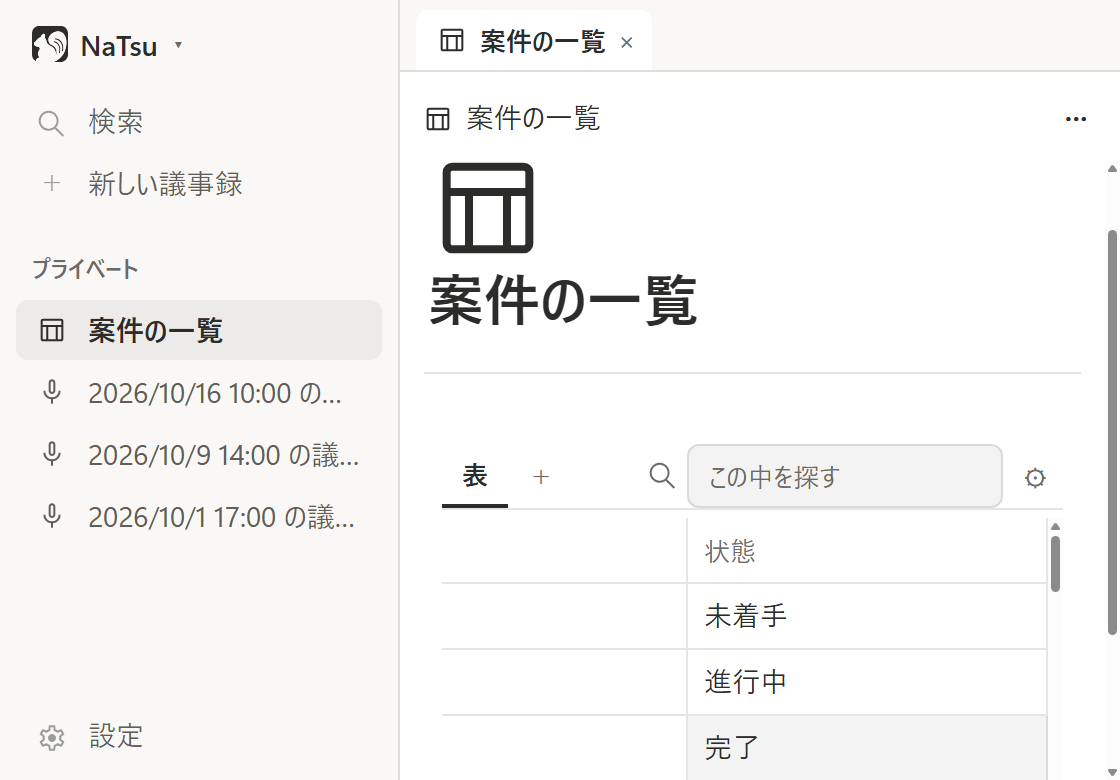 NaTsu
検索
新しい議事録
プライベート
案件の一覧
2026/10/16 10:00 の...
2026/10/9 14:00 の議...
2026/10/1 17:00 の議...
設定
案件の一覧
案件の一覧
案件の一覧
表
この中を探す
状態
未着手
進行中
完了